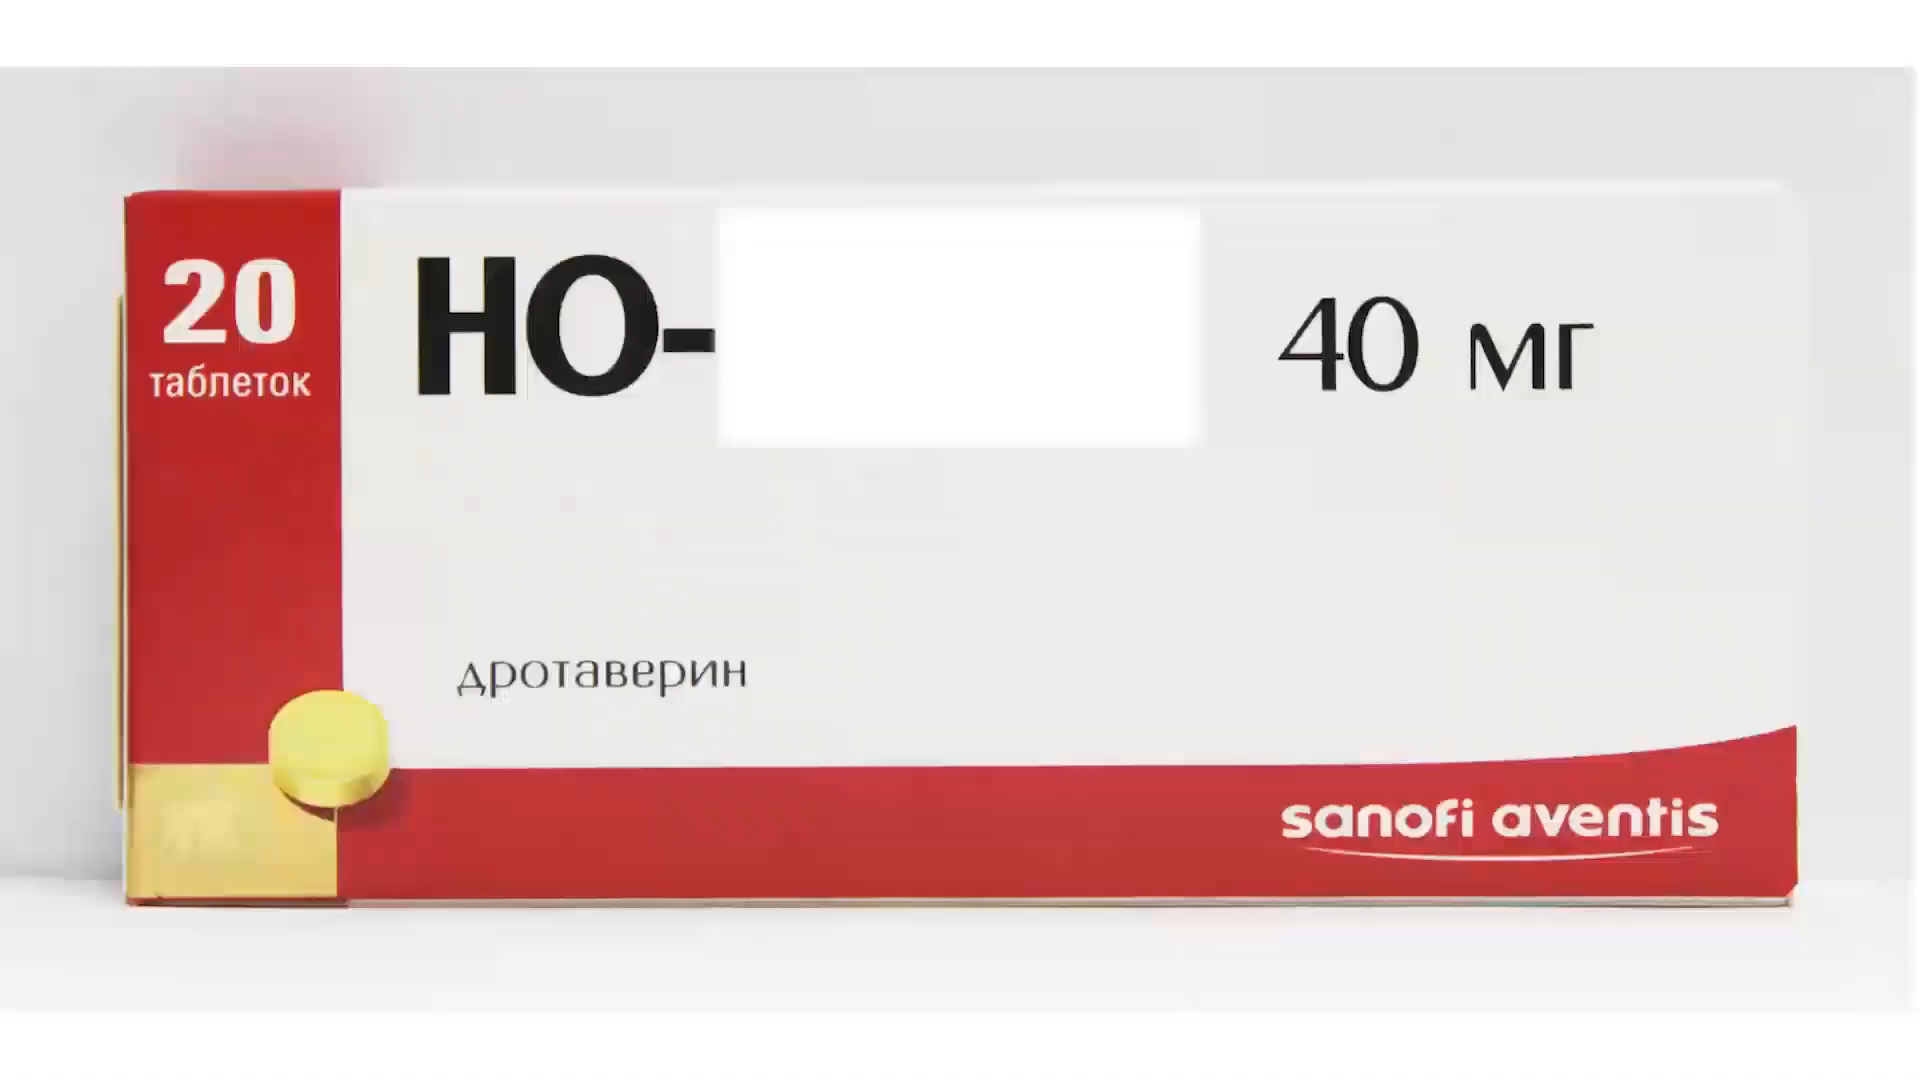 20
таблеток
НО-
40 мг
дротаверин
sanofi aventis